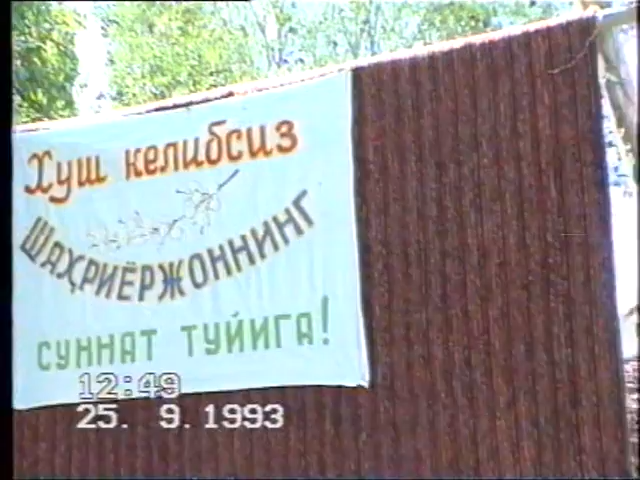 Хуш келибсиз
ШАҲРИЁРЖОННИНГ
СУННАТ ТУЙИГА!
12:49
25. 9.1993